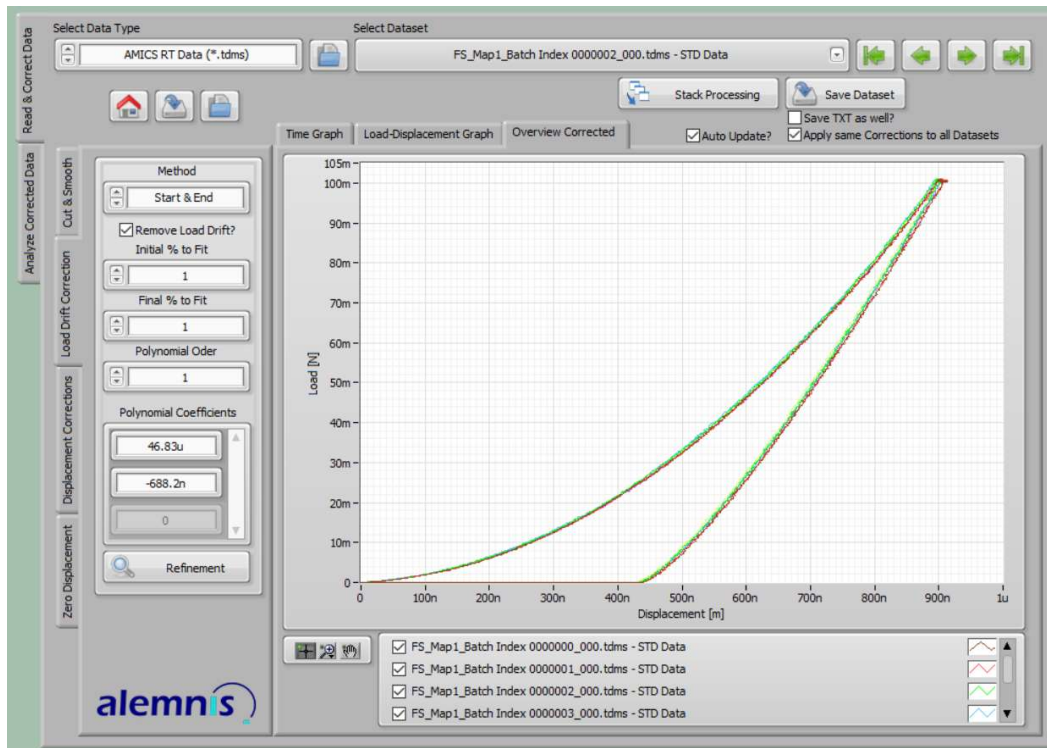 Select Data Type
Select Dataset
AMICS RT Data (*.tdms)
FS_Map1_Batch Index 0000002_000.tdms - STD Data
Read & Correct Data
Analyze Corrected Data
Stack Processing
Save Dataset
Save TXT as well?
Auto Update?
Apply same Corrections to all Datasets
Time Graph
Load-Displacement Graph
Overview Corrected
Cut & Smooth
Load Drift Correction
Displacement Corrections
Zero Displacement
Method
Start & End
Remove Load Drift?
Initial % to Fit
1
Final % to Fit
1
Polynomial Oder
1
Polynomial Coefficients
46.83u
-688.2n
0
Refinement
alemnis
Load [N]
105m
100m
90m
80m
70m
60m
50m
40m
30m
20m
10m
0
0 100n 200n 300n 400n 500n 600n 700n 800n 900n 1u
Displacement [m]
FS_Map1_Batch Index 0000000_000.tdms - STD Data
FS_Map1_Batch Index 0000001_000.tdms - STD Data
FS_Map1_Batch Index 0000002_000.tdms - STD Data
FS_Map1_Batch Index 0000003_000.tdms - STD Data